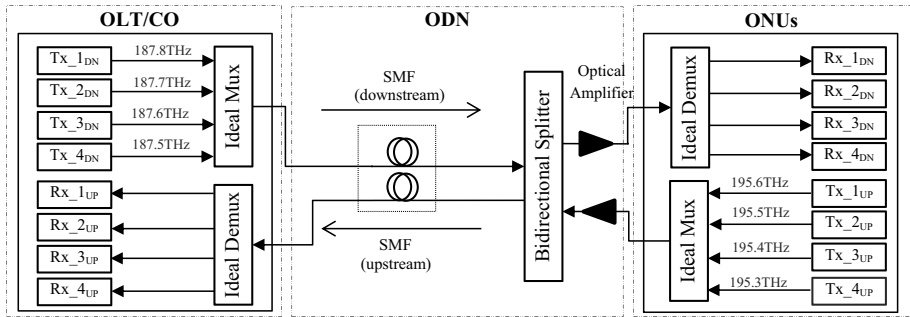 OLT/CO
ODN
ONUs
Tx_1DN
187.8THz
Tx_2DN
187.7THz
Tx_3DN
187.6THz
Tx_4DN
187.5THz
Ideal Mux
Rx_1UP
Rx_2UP
Rx_3UP
Rx_4UP
Ideal Demux
SMF
(downstream)
SMF
(upstream)
Bidirectional Splitter
Optical
Amplifier
Ideal Demux
Rx_1DN
Rx_2DN
Rx_3DN
Rx_4DN
Ideal Mux
195.6THz
Tx_1UP
195.5THz
Tx_2UP
195.4THz
Tx_3UP
195.3THz
Tx_4UP